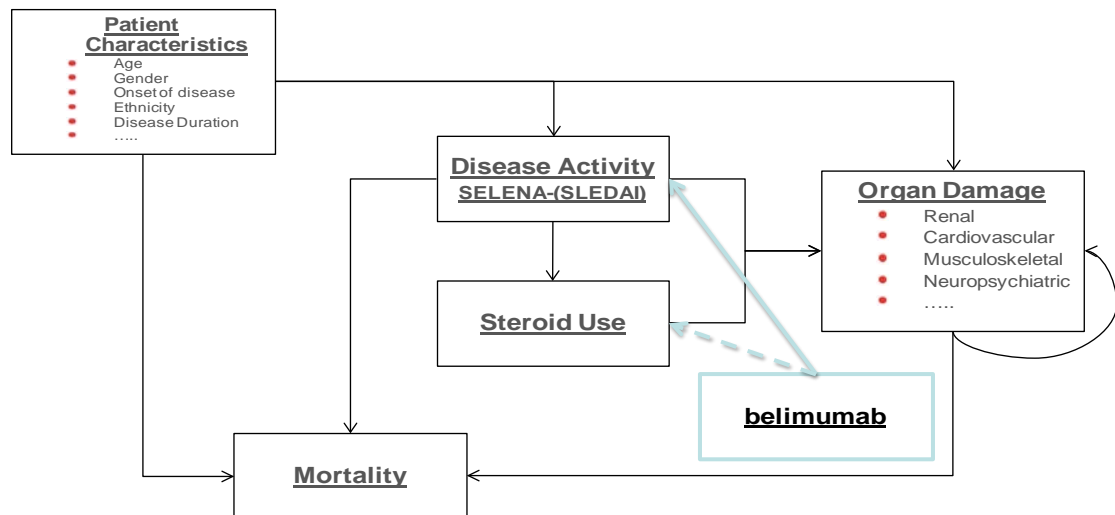 Patient
Characteristics
Age
Gender
Onset of disease
Ethnicity
Disease Duration
.....
Disease Activity
SELENA-(SLEDAI)
Organ Damage
Renal
Cardiovascular
Musculoskeletal
Neuropsychiatric
.....
Steroid Use
belimumab
Mortality